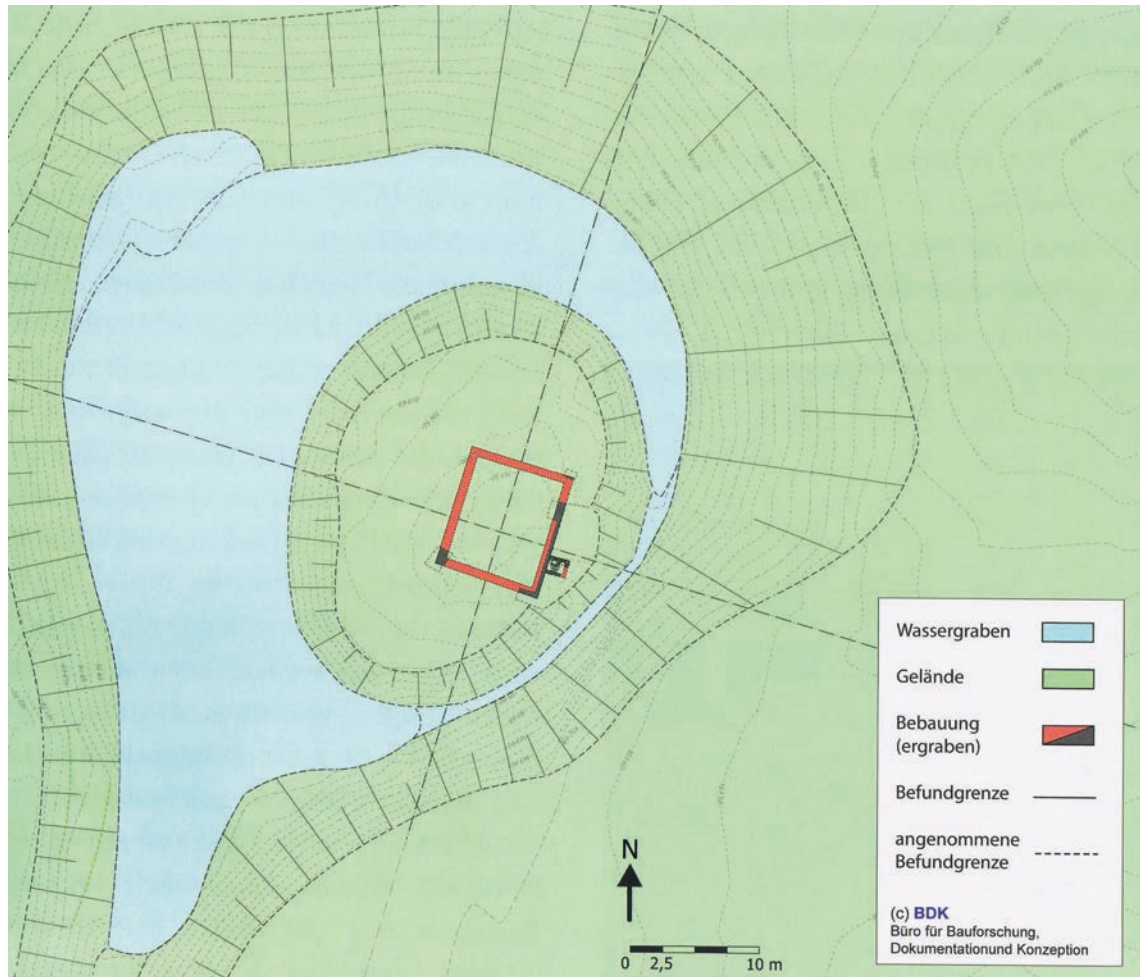 Wassergraben
Gelände
Bebauung
(ergraben)
Befundgrenze
angenommene
Befundgrenze
(c) BDK
Büro für Bauforschung,
Dokumentationund Konzeption
N
0 2,5 10 m